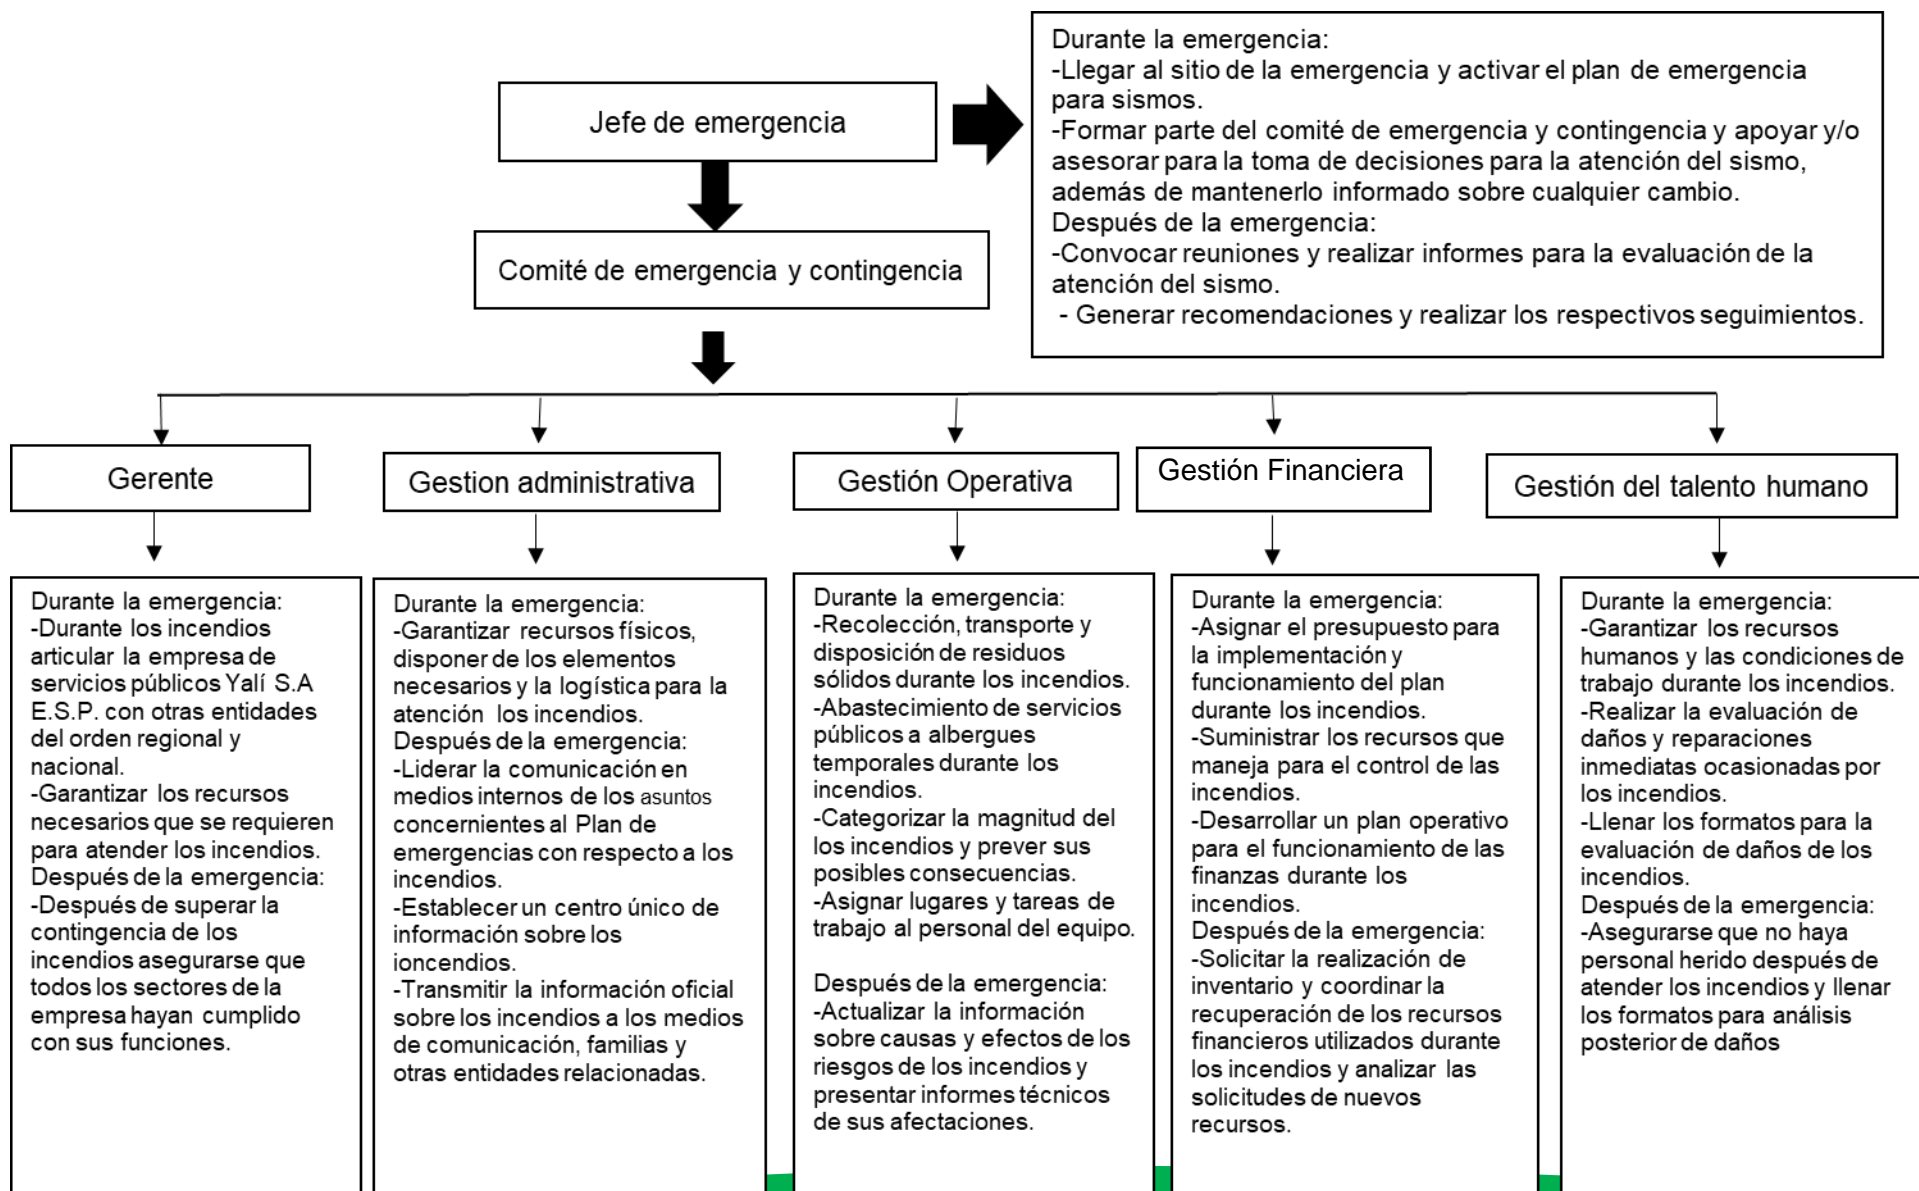 Jefe de emergencia
Durante la emergencia:
-Llegar al sitio de la emergencia y activar el plan de emergencia
para sismos.
-Formar parte del comité de emergencia y contingencia y apoyar y/o
asesorar para la toma de decisiones para la atención del sismo,
además de mantenerlo informado sobre cualquier cambio.
Después de la emergencia:
-Convocar reuniones y realizar informes para la evaluación de la
atención del sismo.
- Generar recomendaciones y realizar los respectivos seguimientos.
Comité de emergencia y contingencia
Gerente
Durante la emergencia:
-Durante los incendios
articular la empresa de
servicios públicos Yalí S.A
E.S.P. con otras entidades
del orden regional y
nacional.
-Garantizar los recursos
necesarios que se requieren
para atender los incendios.
Después de la emergencia:
-Después de superar la
contingencia de los
incendios asegurarse que
todos los sectores de la
empresa hayan cumplido
con sus funciones.
Gestion administrativa
Durante la emergencia:
-Garantizar recursos físicos,
disponer de los elementos
necesarios y la logística para la
atención los incendios.
Después de la emergencia:
-Liderar la comunicación en
medios internos de los asuntos
concernientes al Plan de
emergencias con respecto a los
incendios.
-Establecer un centro único de
información sobre los
ioncendios.
-Transmitir la información oficial
sobre los incendios a los medios
de comunicación, familias y
otras entidades relacionadas.
Gestión Operativa
Durante la emergencia:
-Recolección, transporte y
disposición de residuos
sólidos durante los incendios.
-Abastecimiento de servicios
públicos a albergues
temporales durante los
incendios.
-Categorizar la magnitud del
los incendios y prever sus
posibles consecuencias.
-Asignar lugares y tareas de
trabajo al personal del equipo.
Después de la emergencia:
-Actualizar la información
sobre causas y efectos de los
riesgos de los incendios y
presentar informes técnicos
de sus afectaciones.
Gestión Financiera
Durante la emergencia:
-Asignar el presupuesto para
la implementación y
funcionamiento del plan
durante los incendios.
-Suministrar los recursos que
maneja para el control de las
incendios.
-Desarrollar un plan operativo
para el funcionamiento de las
finanzas durante los
incendios.
Después de la emergencia:
-Solicitar la realización de
inventario y coordinar la
recuperación de los recursos
financieros utilizados durante
los incendios y analizar las
solicitudes de nuevos
recursos.
Gestión del talento humano
Durante la emergencia:
-Garantizar los recursos
humanos y las condiciones de
trabajo durante los incendios.
-Realizar la evaluación de
daños y reparaciones
inmediatas ocasionadas por
los incendios.
-Llenar los formatos para la
evaluación de daños de los
incendios.
Después de la emergencia:
-Asegurarse que no haya
personal herido después de
atender los incendios y llenar
los formatos para análisis
posterior de daños